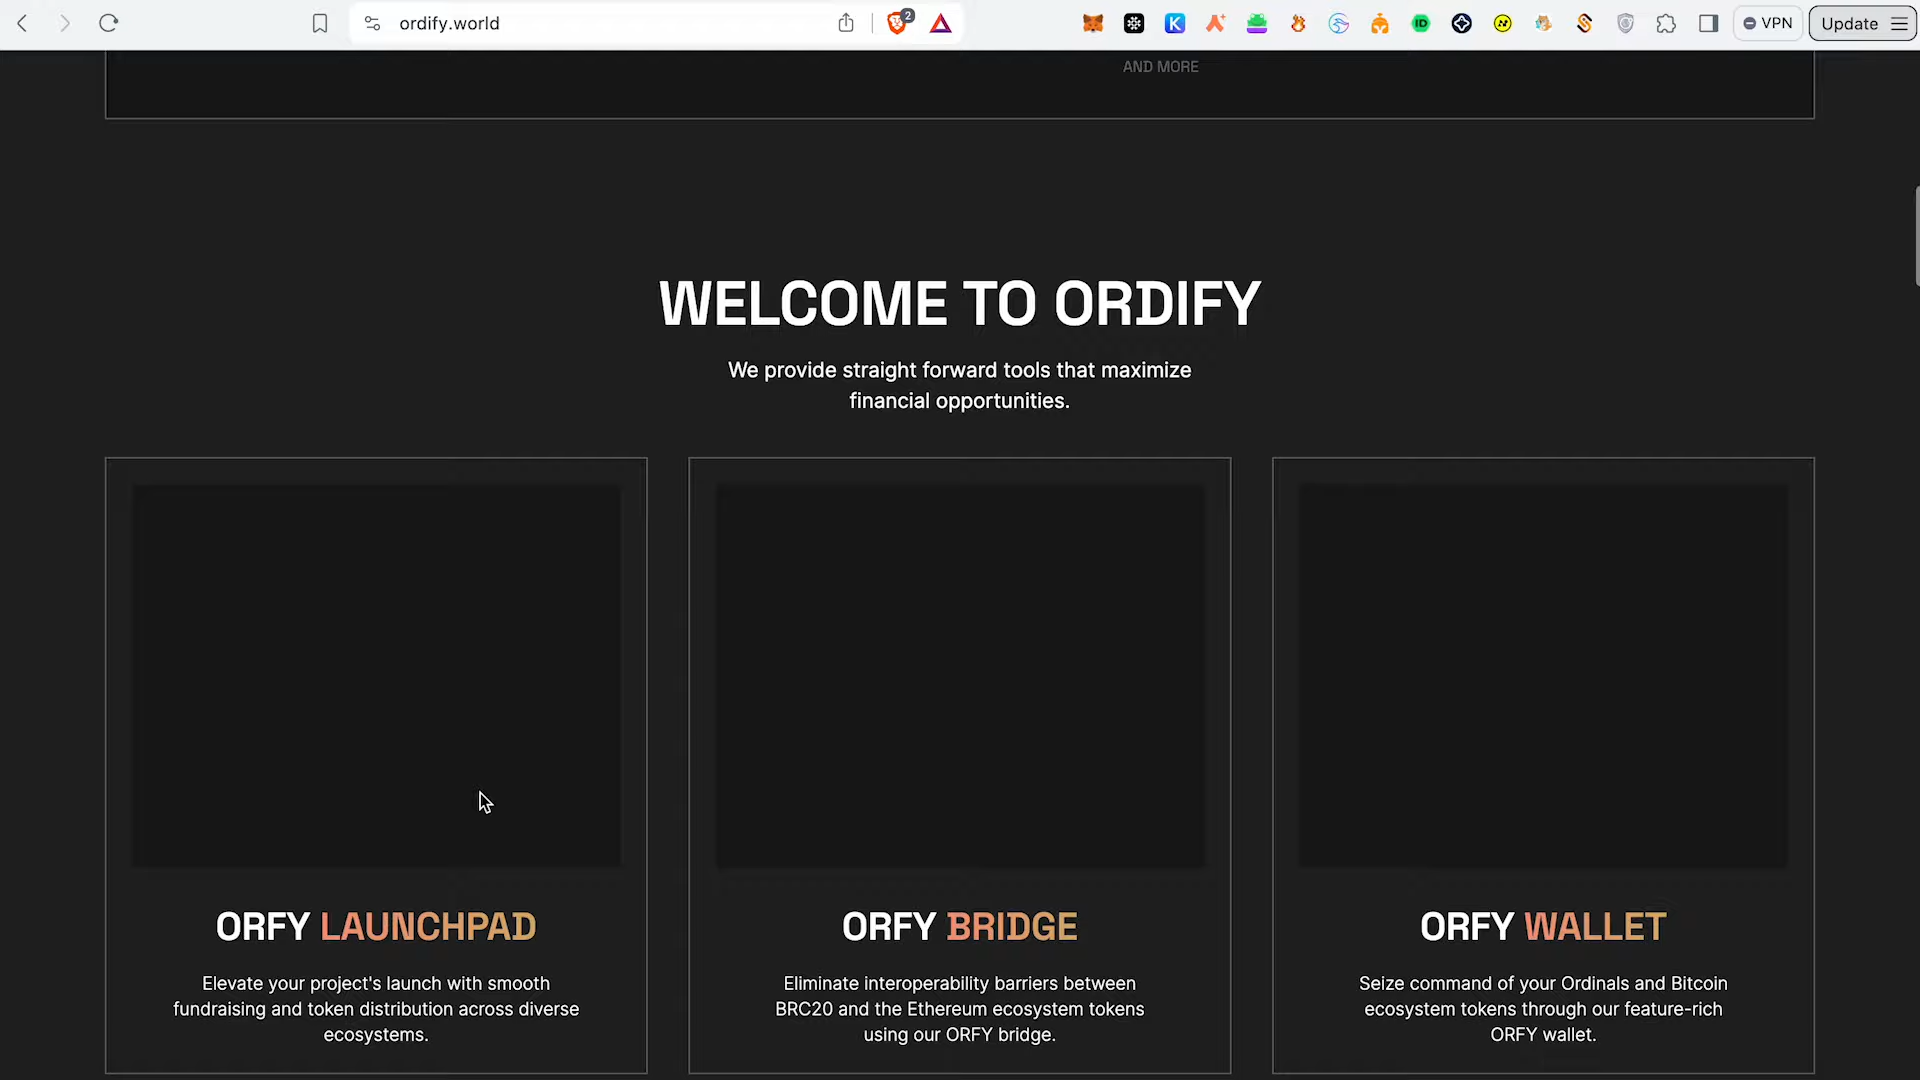 ordify.world
2
ID
K
VPN
Update
AND MORE
WELCOME TO ORDIFY
We provide straight forward tools that maximize
financial opportunities.
ORFY LAUNCHPAD
Elevate your project's launch with smooth
fundraising and token distribution across diverse
ecosystems.
ORFY BRIDGE
Eliminate interoperability barriers between
BRC20 and the Ethereum ecosystem tokens
using our ORFY bridge.
ORFY WALLET
Seize command of your Ordinals and Bitcoin
ecosystem tokens through our feature-rich
ORFY wallet.